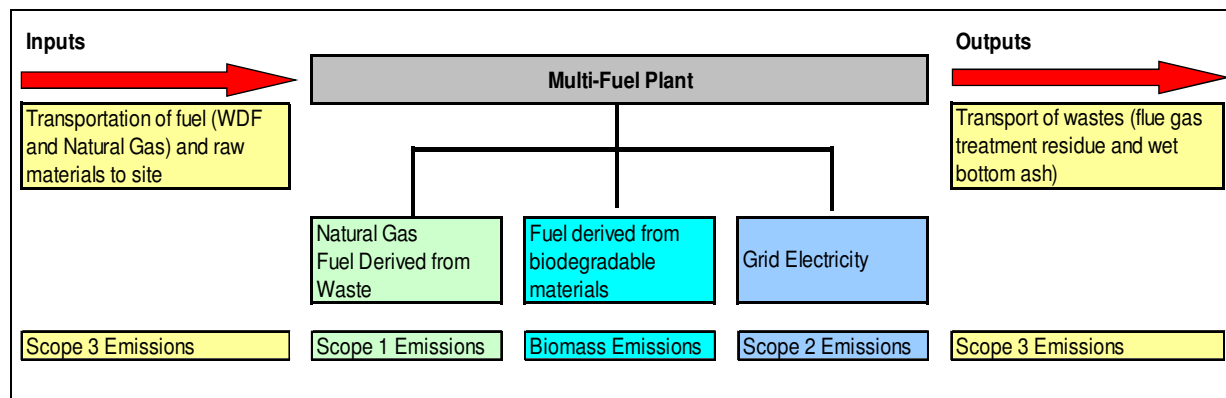 Inputs
Outputs
Multi-Fuel Plant
Transportation of fuel (WDF
and Natural Gas) and raw
materials to site
Transport of wastes (flue gas
treatment residue and wet
bottom ash)
Natural Gas
Fuel Derived from
Waste
Fuel derived from
biodegradable
materials
Grid Electricity
Scope 3 Emissions
Scope 1 Emissions
Biomass Emissions
Scope 2 Emissions
Scope 3 Emissions